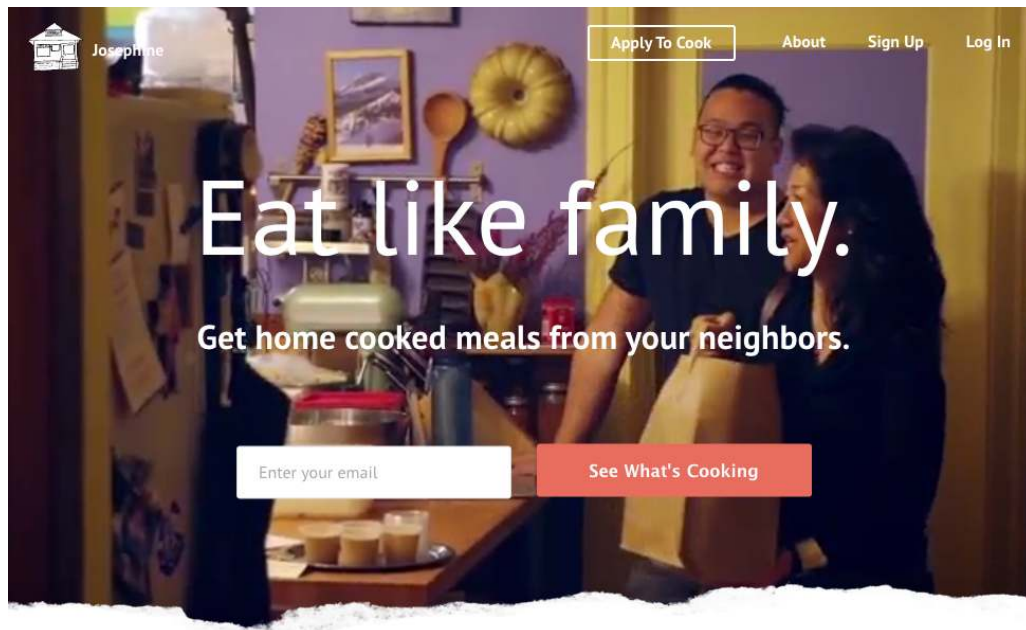 Josephine
Apply To Cook
About
Sign Up
Log In
Eat like family.
Get home cooked meals from your neighbors.
Enter your email
See What's Cooking